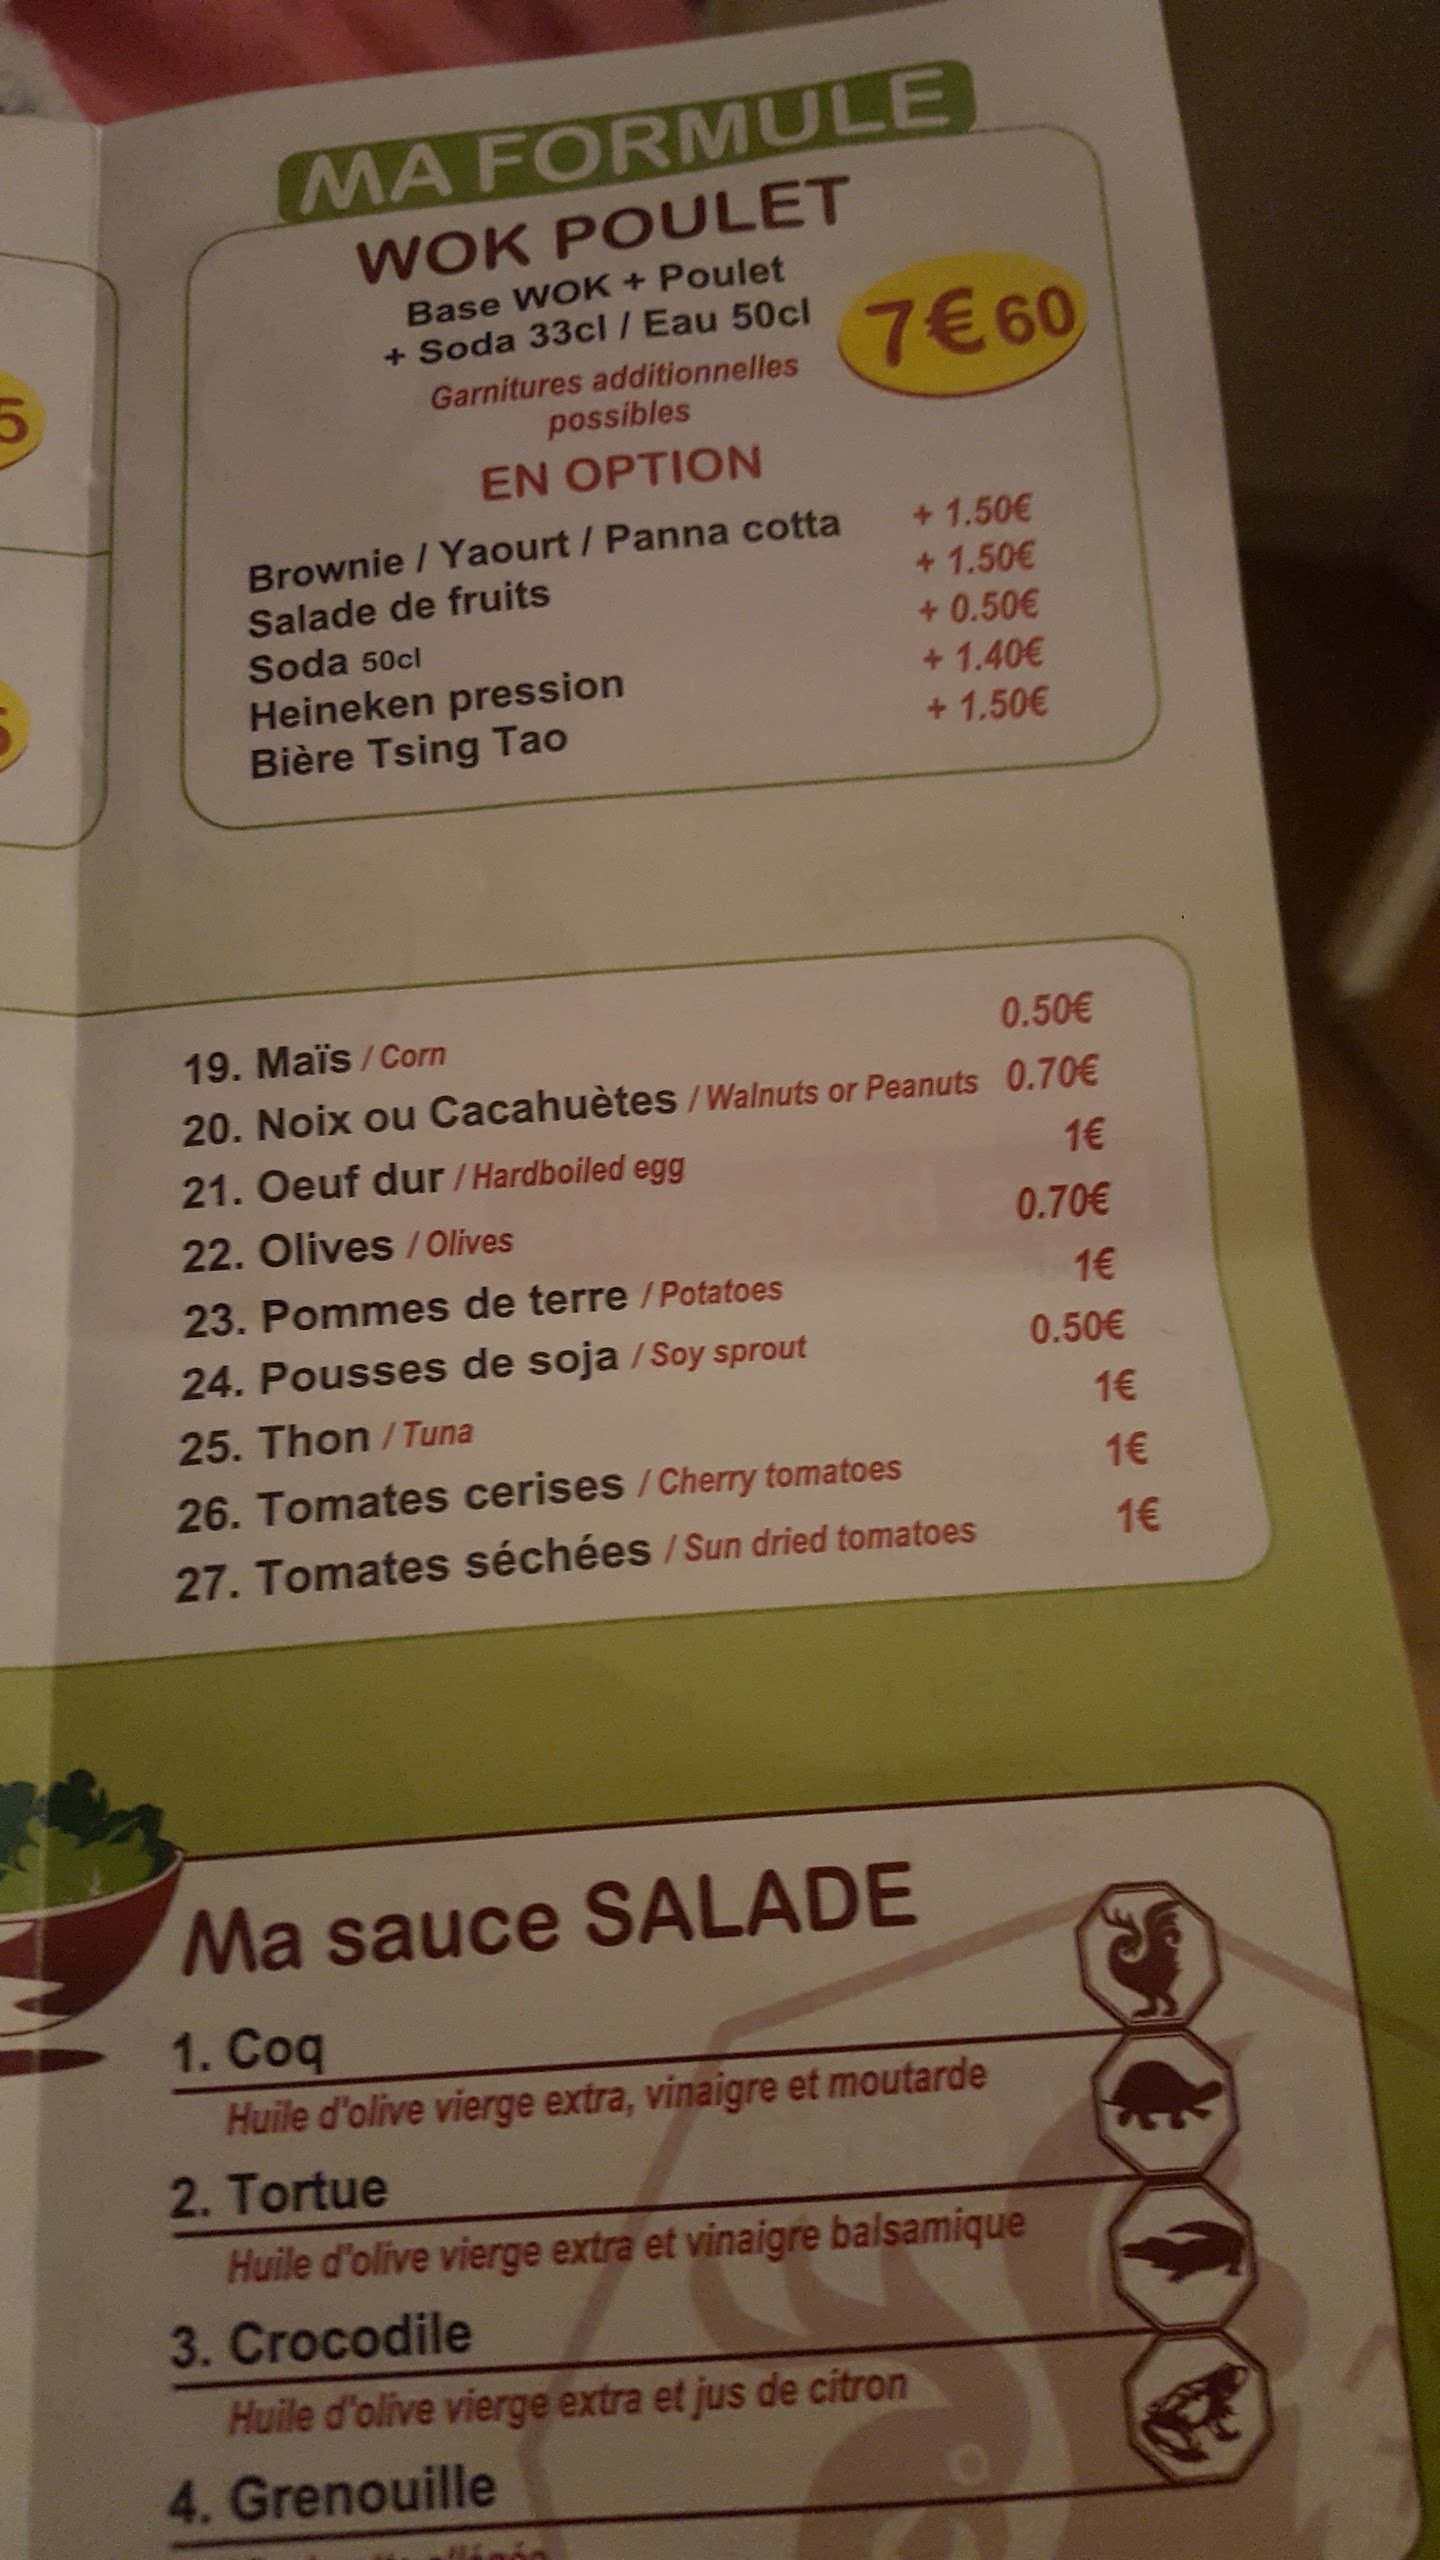 MA FORMULE
WOK POULET
Base WOK + Poulet
+ Soda 33cl / Eau 50cl
7€60
Garnitures additionnelles
possibles
EN OPTION
Brownie / Yaourt / Panna cotta + 1.50€
Salade de fruits + 1.50€
Soda 50cl + 0.50€
Heineken pression + 1.40€
Bière Tsing Tao + 1.50€
5
19. Maïs / Corn 0.50€
20. Noix ou Cacahuètes / Walnuts or Peanuts 0.70€
21. Oeuf dur / Hardboiled egg 1€
22. Olives / Olives 0.70€
23. Pommes de terre / Potatoes 1€
24. Pousses de soja / Soy sprout 0.50€
25. Thon / Tuna 1€
26. Tomates cerises / Cherry tomatoes 1€
27. Tomates séchées / Sun dried tomatoes 1€
Ma sauce SALADE
1. Coq
Huile d'olive vierge extra, vinaigre et moutarde
2. Tortue
Huile d'olive vierge extra et vinaigre balsamique
3. Crocodile
Huile d'olive vierge extra et jus de citron
4. Grenouille